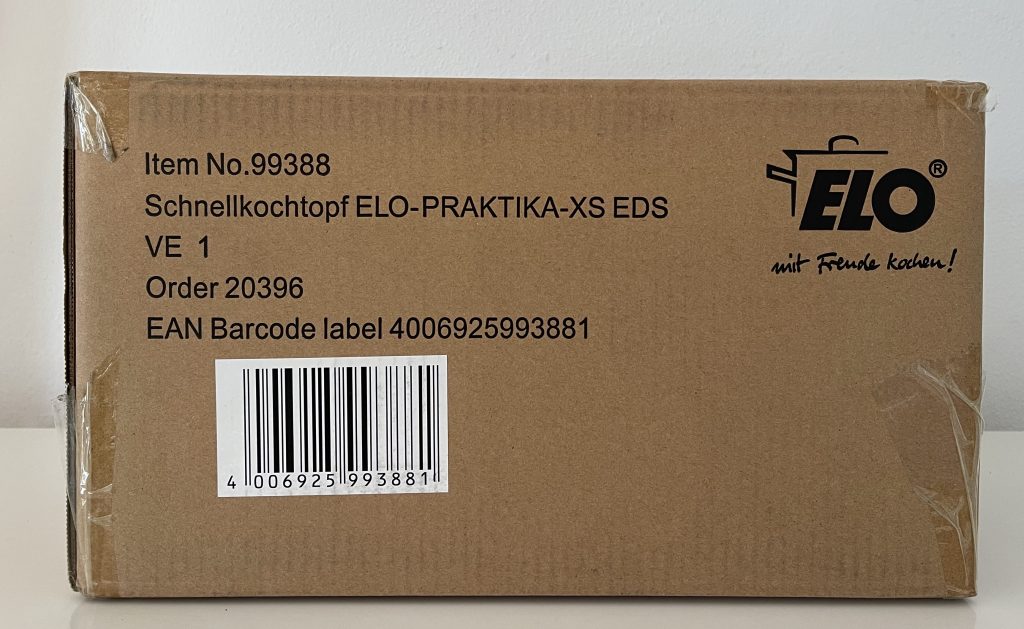 Item No.99388
Schnellkochtopf ELO-PRAKTIKA-XS EDS
VE 1
Order 20396
EAN Barcode label 4006925993881
ELO®
mit Freude kochen!
4 006925 993881